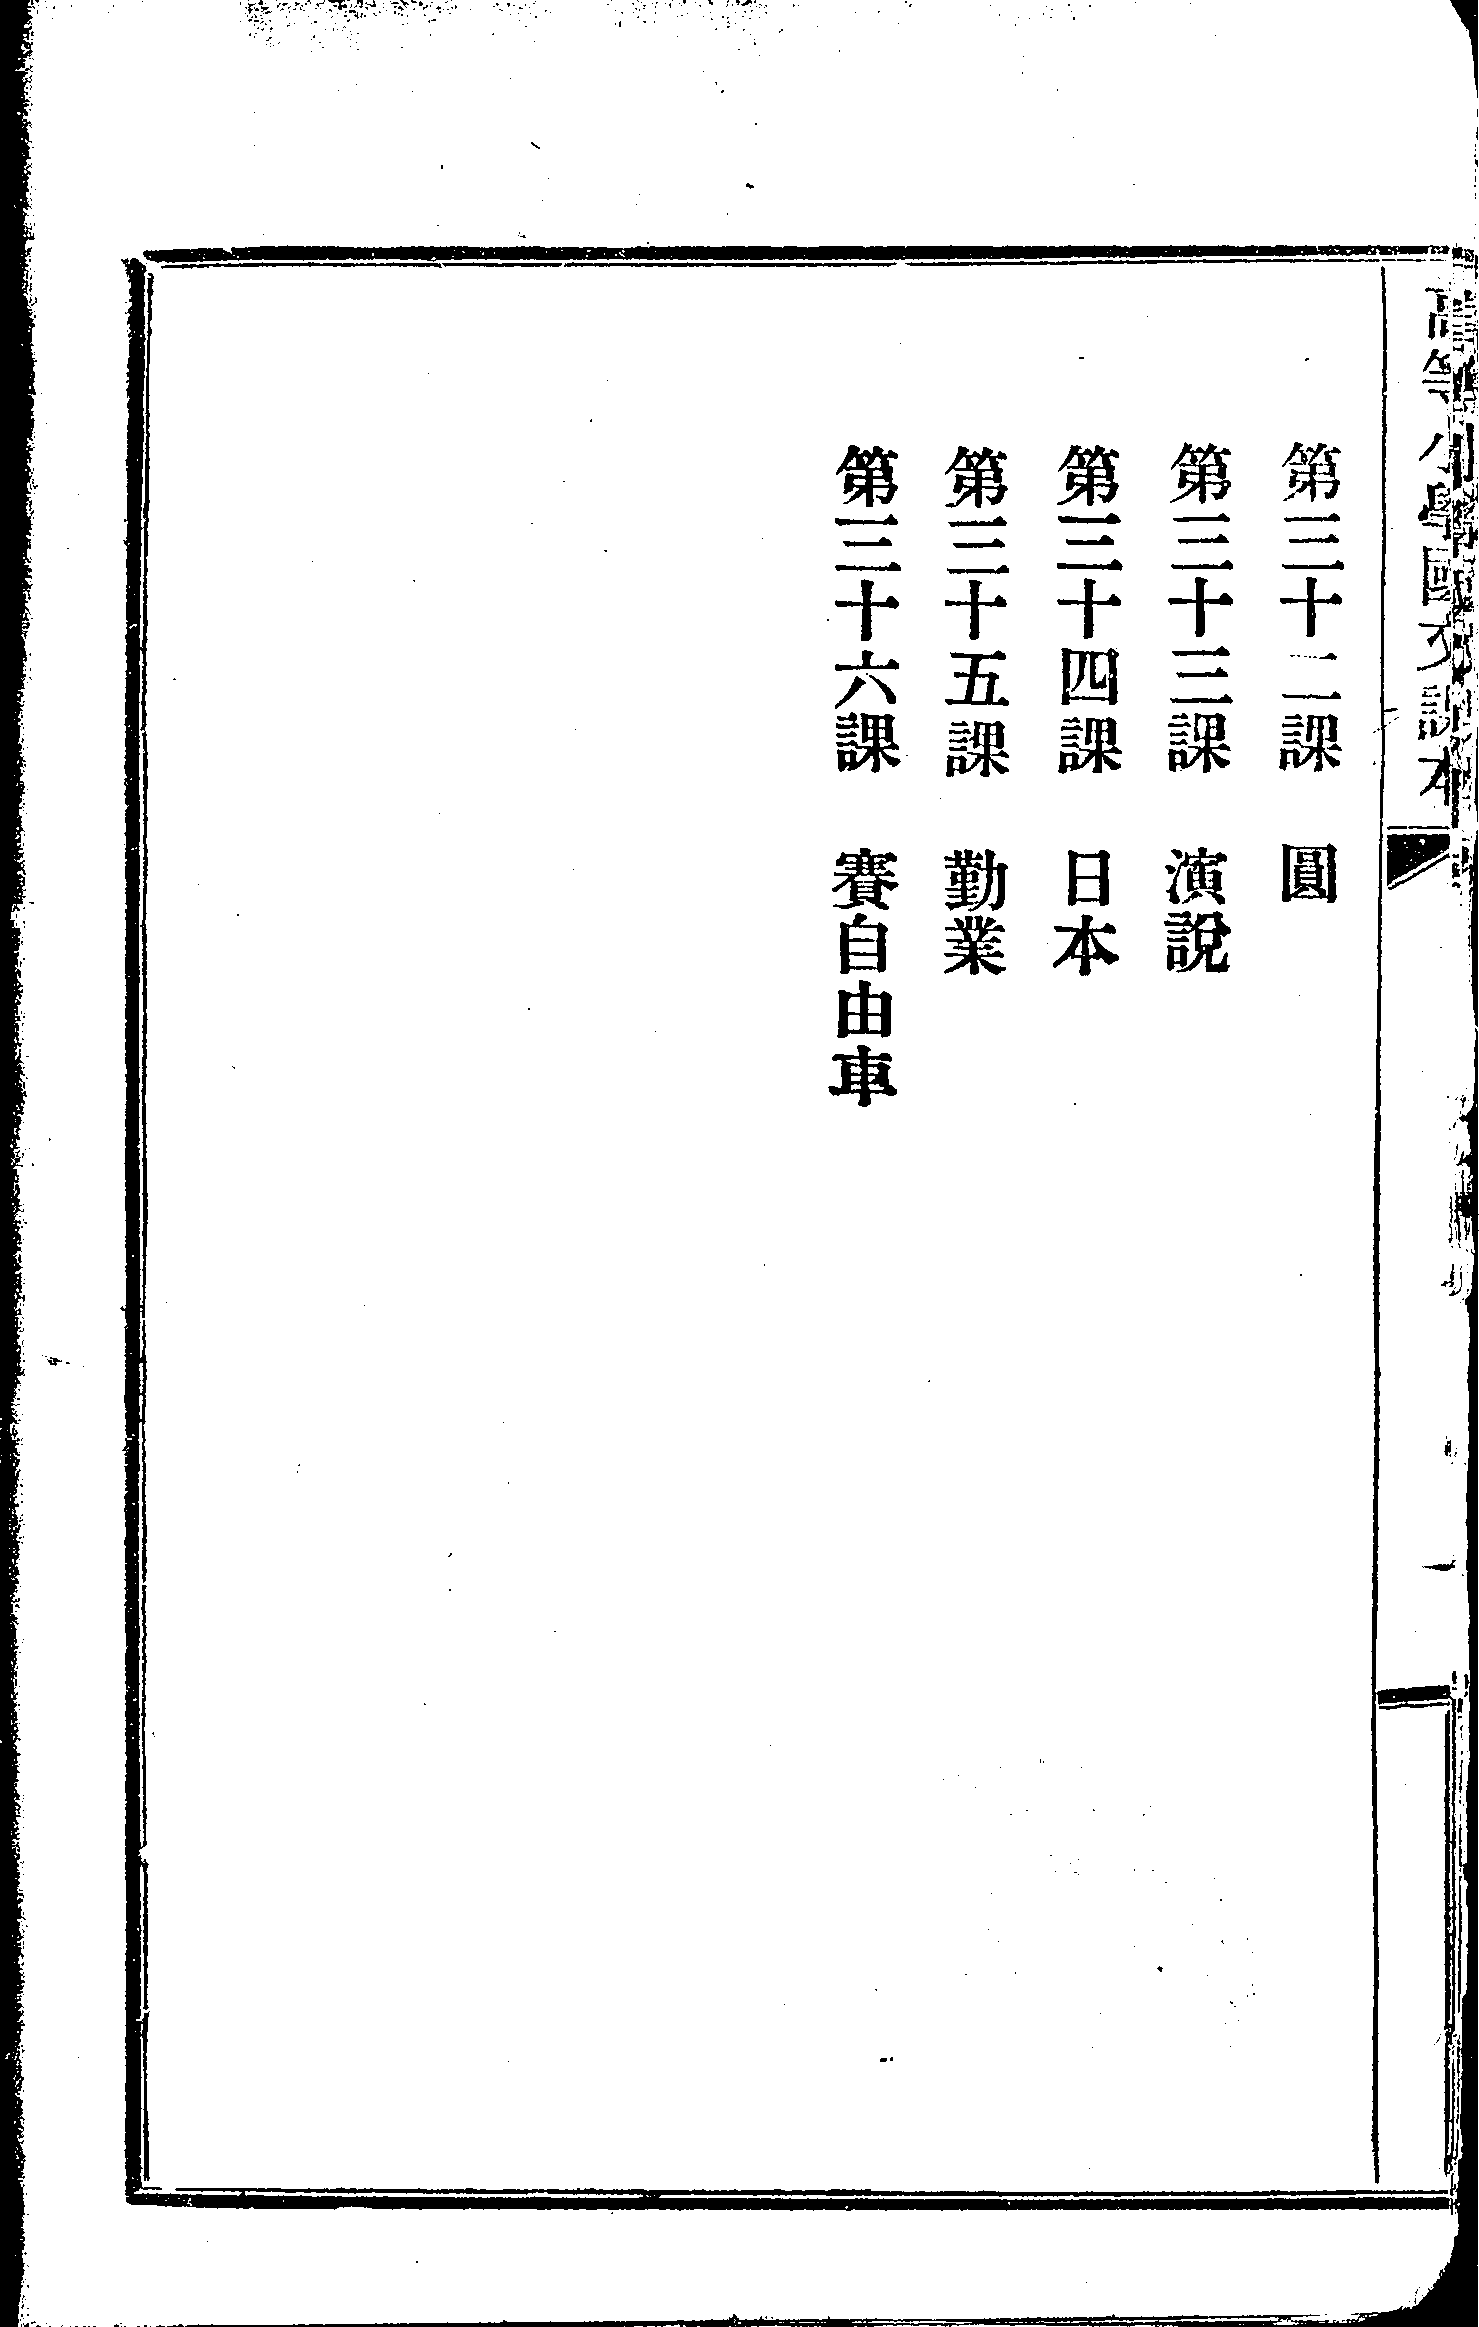 高等小學國文課本
一
第三十二課　圓
第三十三課　演說
第三十四課　日本
第三十五課　勤業
第三十六課　賽自由車